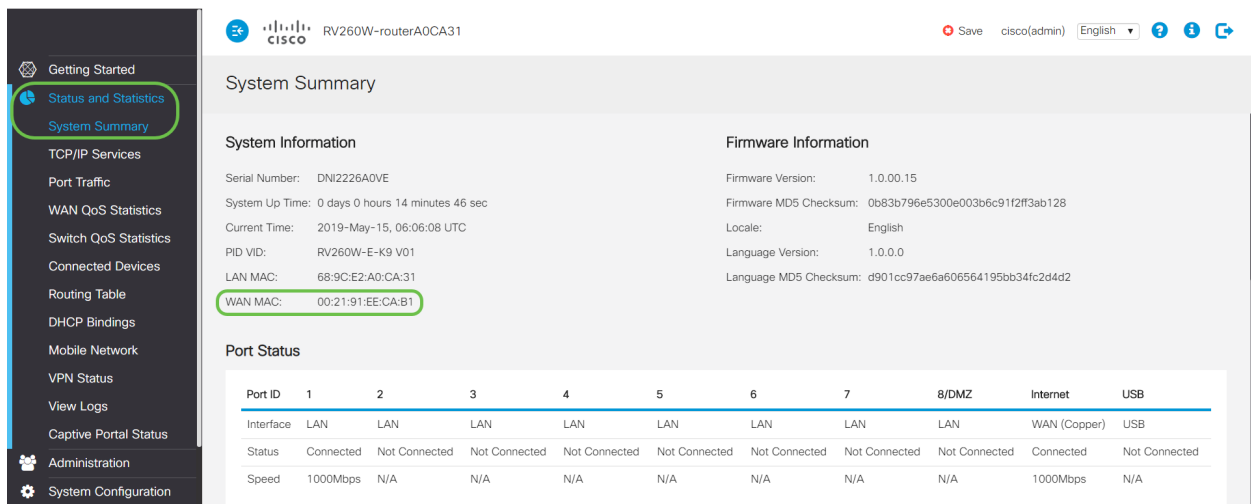 CISCO RV260W-routerA0CA31 Save cisco(admin) English
Getting Started
Status and Statistics
System Summary
TCP/IP Services
Port Traffic
WAN QoS Statistics
Switch QoS Statistics
Connected Devices
Routing Table
DHCP Bindings
Mobile Network
VPN Status
View Logs
Captive Portal Status
Administration
System Configuration
System Summary
System Information
Serial Number: DNI2226A0VE
System Up Time: 0 days 0 hours 14 minutes 46 sec
Current Time: 2019-May-15, 06:06:08 UTC
PID VID: RV260W-E-K9 V01
LAN MAC: 68:9C:E2:A0:CA:31
WAN MAC: 00:21:91:EE:CA:B1
Firmware Information
Firmware Version: 1.0.00.15
Firmware MD5 Checksum: 0b83b796e5300e003b6c91f2ff3ab128
Locale: English
Language Version: 1.0.0.0
Language MD5 Checksum: d901cc97ae6a606564195bb34fc2d4d2
Port Status
Port ID 1 2 3 4 5 6 7 8/DMZ Internet USB
Interface LAN LAN LAN LAN LAN LAN LAN LAN WAN (Copper) USB
Status Connected Not Connected Not Connected Not Connected Not Connected Not Connected Not Connected Not Connected Connected Not Connected
Speed 1000Mbps N/A N/A N/A N/A N/A N/A N/A 1000Mbps N/A